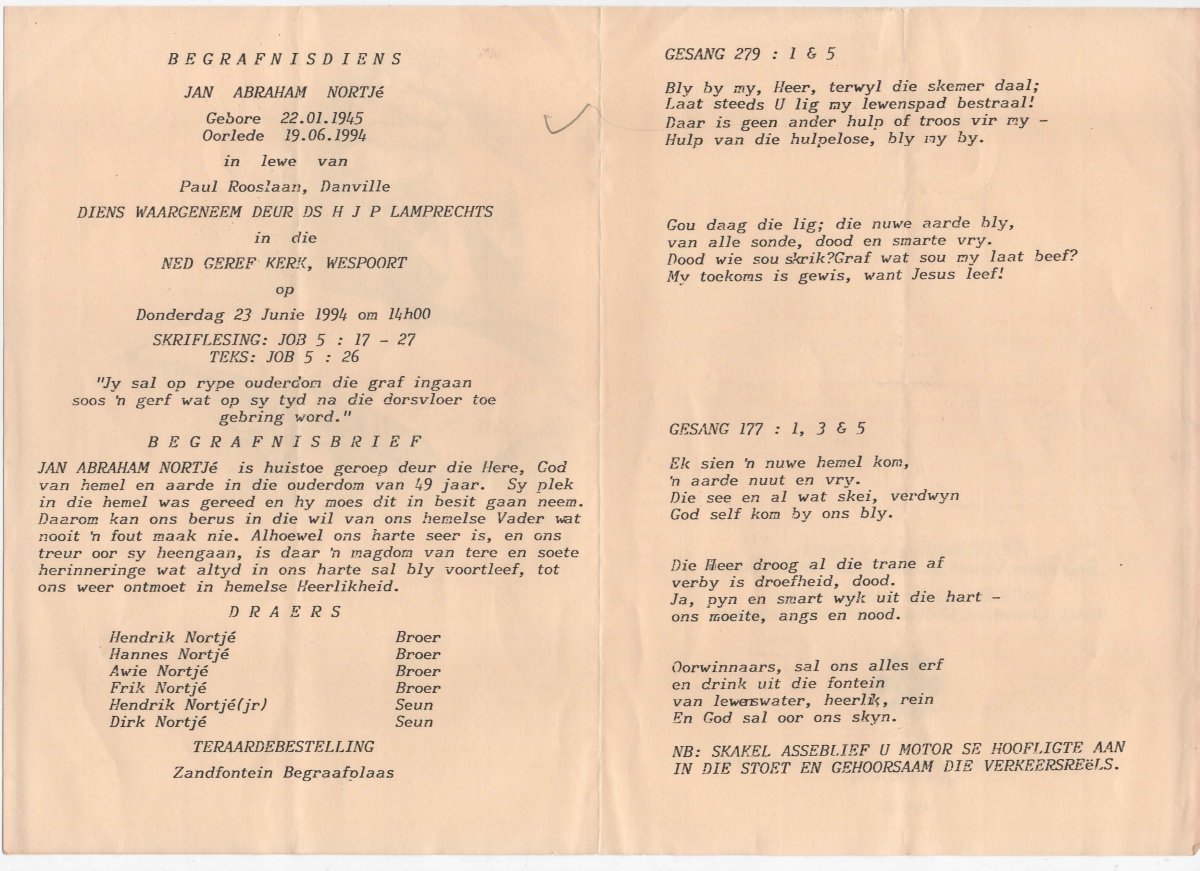 BEGRAFNISDIENS
JAN ABRAHAM NORTJé
Gebore 22.01.1945
Oorlede 19.06.1994
in lewe van
Paul Rooslaan, Danville
DIENS WAARGENEEM DEUR DS H J P LAMPRECHTS
in die
NED GEREF KERK, WESPOORT
op
Donderdag 23 Junie 1994 om 14h00
SKRIFLESING: JOB 5 : 17 - 27
TEKS: JOB 5 : 26
"Jy sal op rype ouderdom die graf ingaan
soos 'n gerf wat op sy tyd na die dorsvloer toe
gebring word."
BEGRAFNISBRIEF
JAN ABRAHAM NORTJé is huistoe geroep deur die Here, God
van hemel en aarde in die ouderdom van 49 jaar. Sy plek
in die hemel was gereed en hy moes dit in besit gaan neem.
Daarom kan ons berus in die wil van ons hemelse Vader wat
nooit 'n fout maak nie. Alhoewel ons harte seer is, en ons
treur oor sy heengaan, is daar 'n magdom van tere en soete
herinneringe wat altyd in ons harte sal bly voortleef, tot
ons weer ontmoet in hemelse Heerlikheid.
DRAERS
Hendrik Nortjé Broer
Hannes Nortjé Broer
Awie Nortjé Broer
Frik Nortjé Broer
Hendrik Nortjé(jr) Seun
Dirk Nortjé Seun
TERAARDEBESTELLING
Zandfontein Begraafplaas
GESANG 279 : 1 & 5
Bly by my, Heer, terwyl die skemer daal;
Laat steeds U lig my lewenspad bestraal!
Daar is geen ander hulp of troos vir my -
Hulp van die hulpelose, bly my by.
Gou daag die lig; die nuwe aarde bly,
van alle sonde, dood en smarte vry.
Dood wie sou skrik?Graf wat sou my laat beef?
My toekoms is gewis, want Jesus leef!
GESANG 177 : 1, 3 & 5
Ek sien 'n nuwe hemel kom,
'n aarde nuut en vry.
Die see en al wat skei, verdwyn
God self kom by ons bly.
Die Heer droog al die trane af
verby is droefheid, dood.
Ja, pyn en smart wyk uit die hart -
ons moeite, angs en nood.
Oorwinnaars, sal ons alles erf
en drink uit die fontein
van lewenswater, heerlik, rein
En God sal oor ons skyn.
NB: SKAKEL ASSEBLIEF U MOTOR SE HOOFLIGTE AAN
IN DIE STOET EN GEHOORSAAM DIE VERKEERSREëLS.